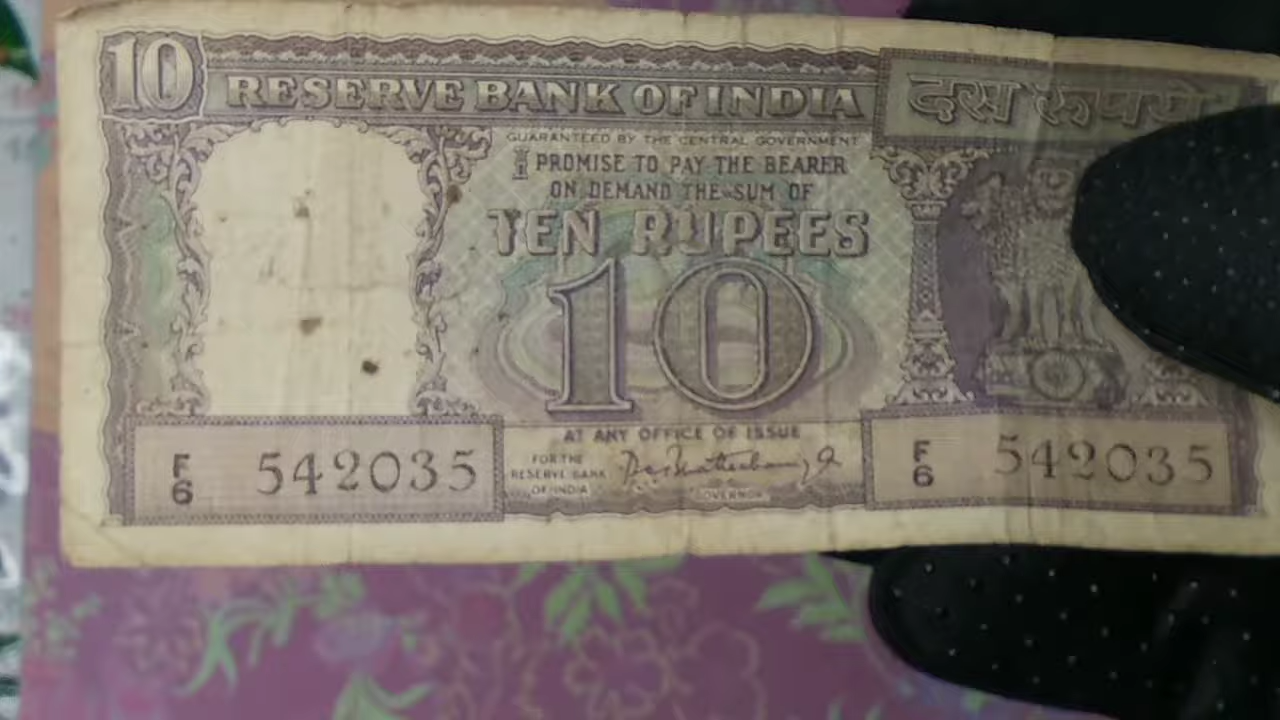 10 RESERVE BANK OF INDIA दस रुपये
GUARANTEED BY THE CENTRAL GOVERNMENT
I PROMISE TO PAY THE BEARER
ON DEMAND THE SUM OF
TEN RUPEES
10
AT ANY OFFICE OF ISSUE
FOR THE
RESERVE BANK
OF INDIA
GOVERNOR
F
6 542035
F
6 542035